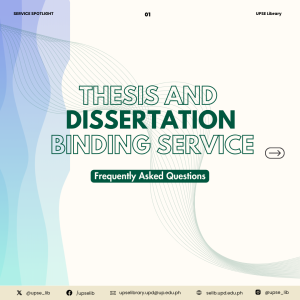 SERVICE SPOTLIGHT
01
UPSE Library
THESIS AND
DISSERTATION
BINDING SERVICE
Frequently Asked Questions
@upse_lib
/upselib
upselibrary.upd@up.edu.ph
selib.upd.edu.ph
@upse_lib